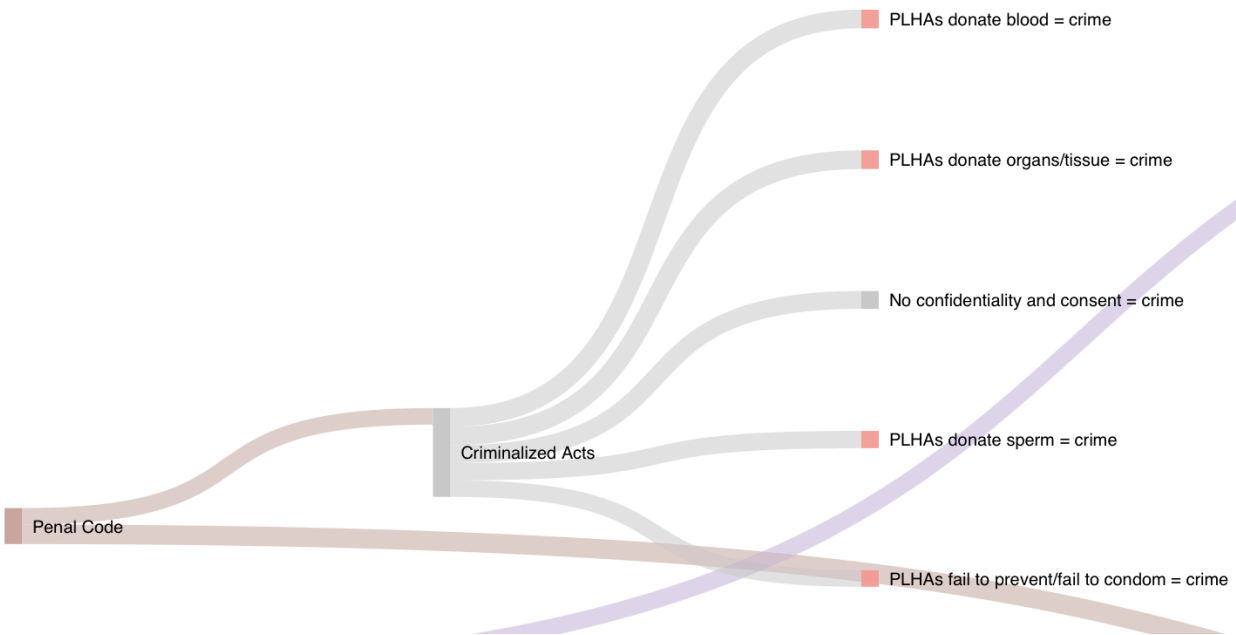 PLHAs donate blood = crime
PLHAs donate organs/tissue = crime
No confidentiality and consent = crime
PLHAs donate sperm = crime
Criminalized Acts
Penal Code
PLHAs fail to prevent/fail to condom = crime